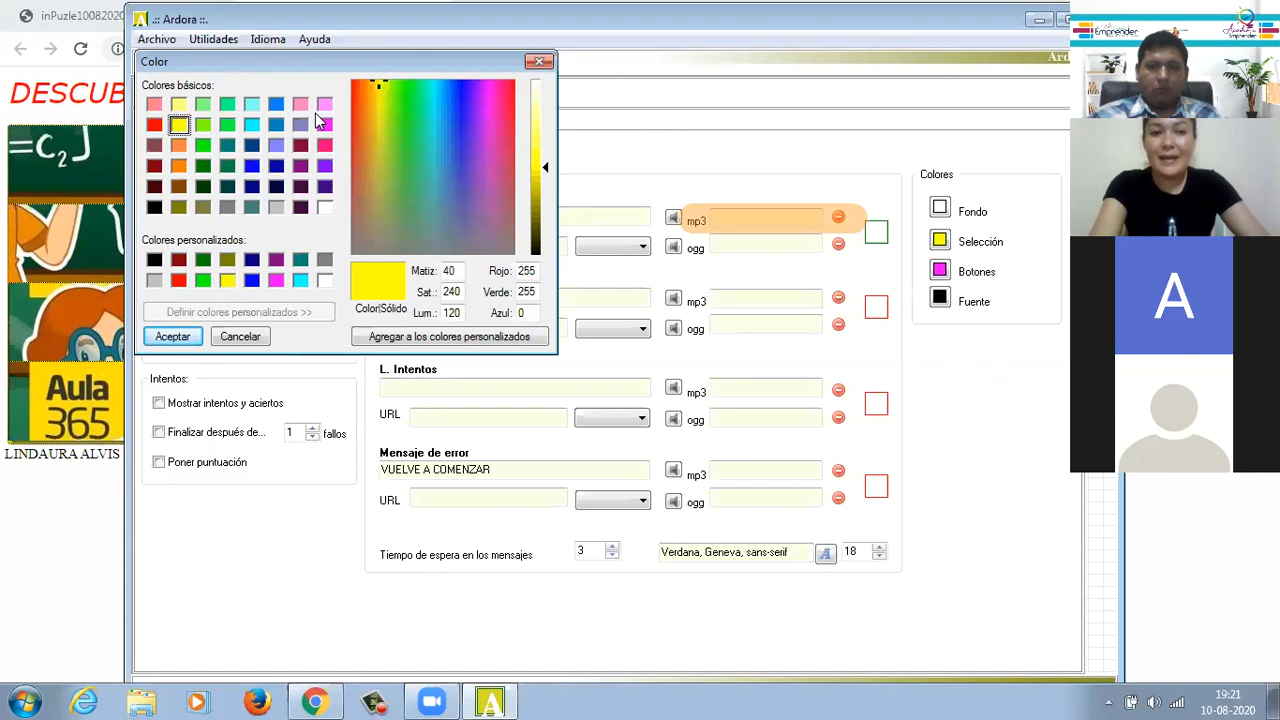 inPuzle10082020
.:: Ardora ::.
Archivo Utilidades Idioma Ayuda
Color
Colores básicos:
Colores personalizados:
Definir colores personalizados >>
Aceptar Cancelar
Matiz: 40 Rojo: 255
Sat.: 240 Verde: 255
Color|Sólido Lum.: 120 Azul: 0
Agregar a los colores personalizados
DESCUB
=c2
Aula
365
LINDAURA ALVIS
Intentos:
Mostrar intentos y aciertos
Finalizar después de... 1 fallos
Poner puntuación
mp3
ogg
mp3
ogg
L. Intentos
mp3
URL
ogg
Mensaje de error
VUELVE A COMENZAR
mp3
URL
ogg
Tiempo de espera en los mensajes 3 Verdana, Geneva, sans-serif A 18
Colores
Fondo
Selección
Botones
Fuente
Emprender
A
A
19:21
10-08-2020